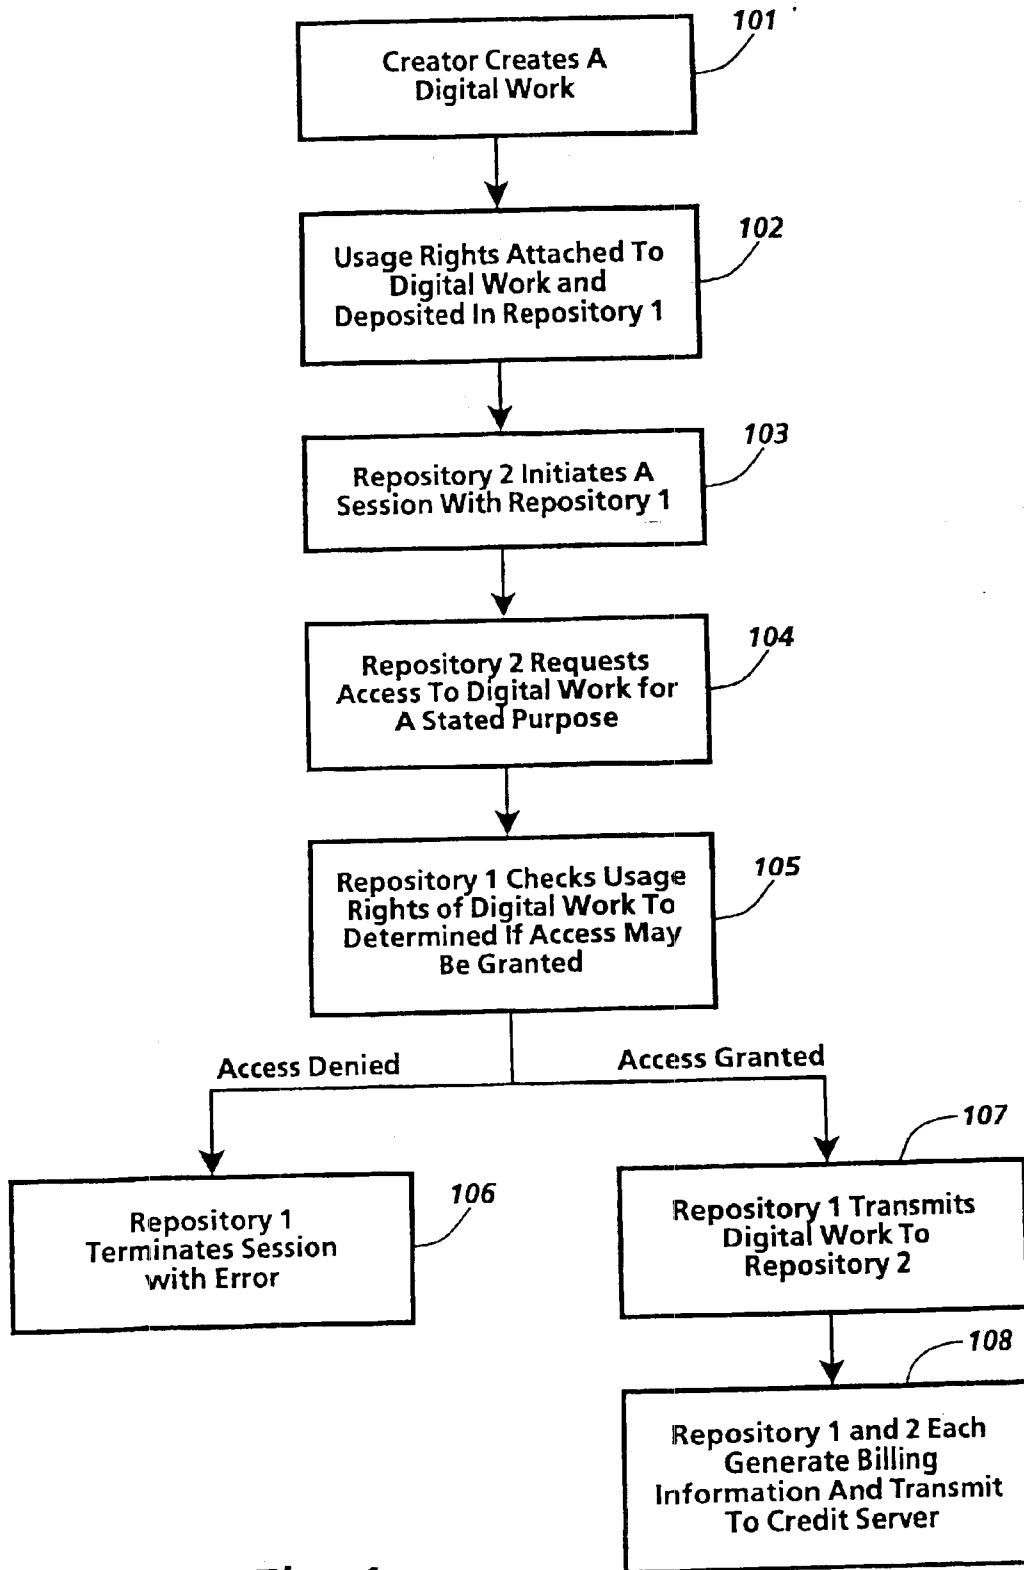 101
Creator Creates A
Digital Work
102
Usage Rights Attached To
Digital Work and
Deposited In Repository 1
103
Repository 2 Initiates A
Session With Repository 1
104
Repository 2 Requests
Access To Digital Work for
A Stated Purpose
105
Repository 1 Checks Usage
Rights of Digital Work To
Determined If Access May
Be Granted
Access Denied
Access Granted
106
Repository 1
Terminates Session
with Error
107
Repository 1 Transmits
Digital Work To
Repository 2
108
Repository 1 and 2 Each
Generate Billing
Information And Transmit
To Credit Server